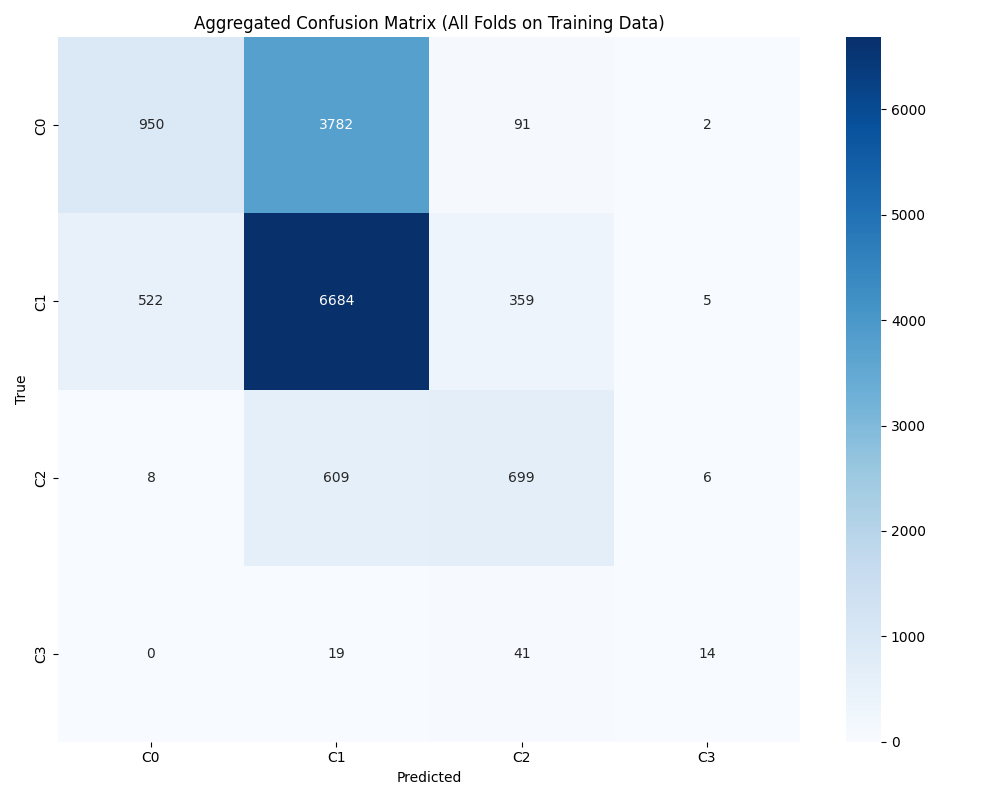 Aggregated Confusion Matrix (All Folds on Training Data)
True
C0 950 3782 91 2
C1 522 6684 359 5
C2 8 609 699 6
C3 0 19 41 14
C0 C1 C2 C3
Predicted
6000
5000
4000
3000
2000
1000
0